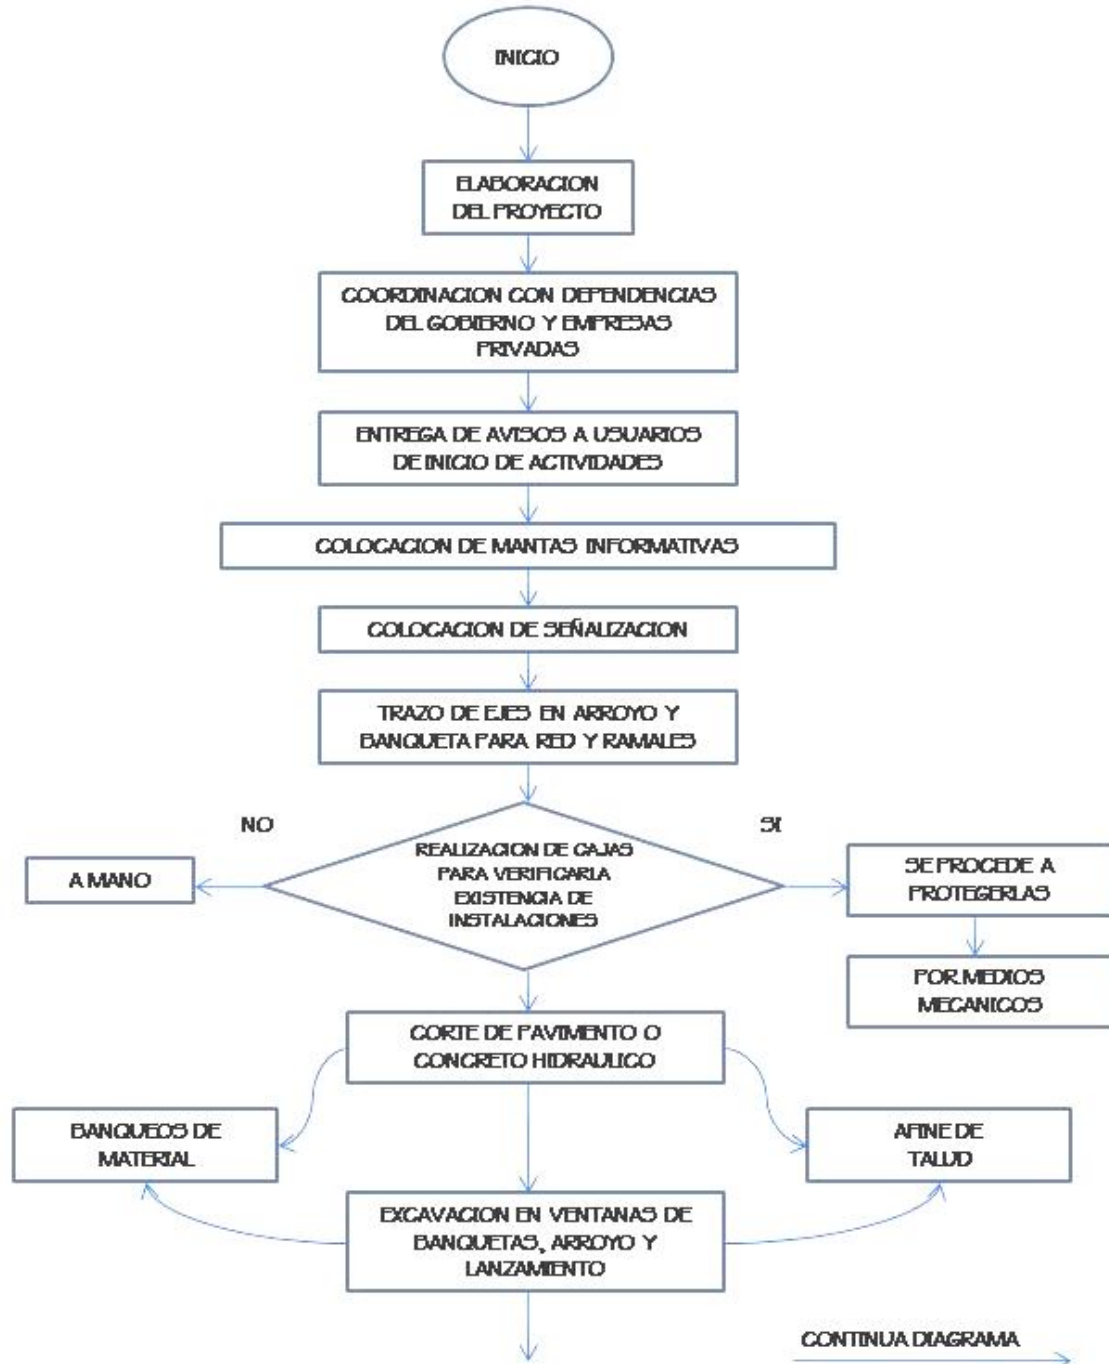 INICIO
ELABORACION
DEL PROYECTO
COORDINACION CON DEPENDENCIAS
DEL GOBIERNO Y EMPRESAS
PRIVADAS
ENTREGA DE AVISOS A USUARIOS
DE INICIO DE ACTIVIDADES
COLOCACION DE MANTAS INFORMATIVAS
COLOCACION DE SEÑALIZACION
TRAZO DE EJES EN ARROYO Y
BANQUETA PARA RED Y RAMALES
NO
SI
REALIZACION DE CAJAS
PARA VERIFICAR LA
EXISTENCIA DE
INSTALACIONES
A MANO
SE PROCEDE A
PROTEGERLAS
POR MEDIOS
MECANICOS
CORTE DE PAVIMENTO O
CONCRETO HIDRAULICO
BANQUEOS DE
MATERIAL
AFINE DE
TALUD
EXCAVACION EN VENTANAS DE
BANQUETAS, ARROYO Y
LANZAMIENTO
CONTINUA DIAGRAMA